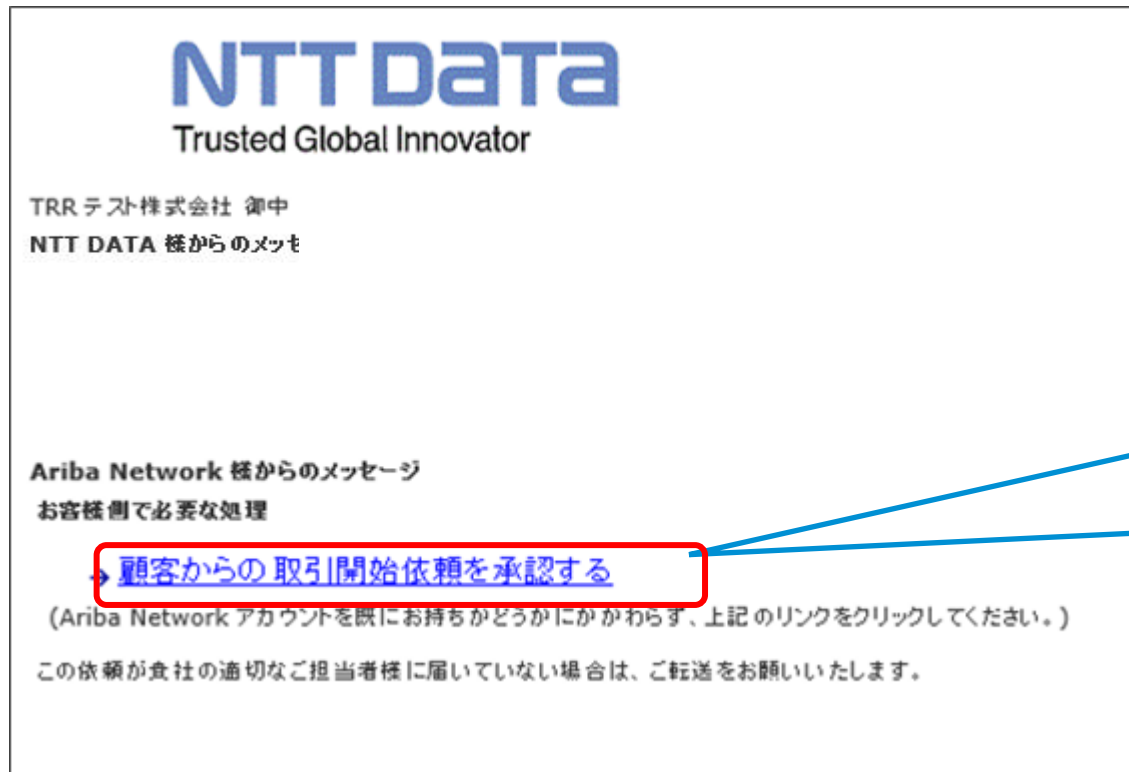 NTT DATA
Trusted Global Innovator
TRR テスト株式会社 御中
NTT DATA 様からのメッセ
Ariba Network 様からのメッセージ
お客様側で必要な処理
→ 顧客からの取引開始依頼を承認する
(Ariba Network アカウントを既にお持ちかどうかにかかわらず、上記のリンクをクリックしてください。)
この依頼が貴社の適切なご担当者様に届いていない場合は、ご転送をお願いいたします。